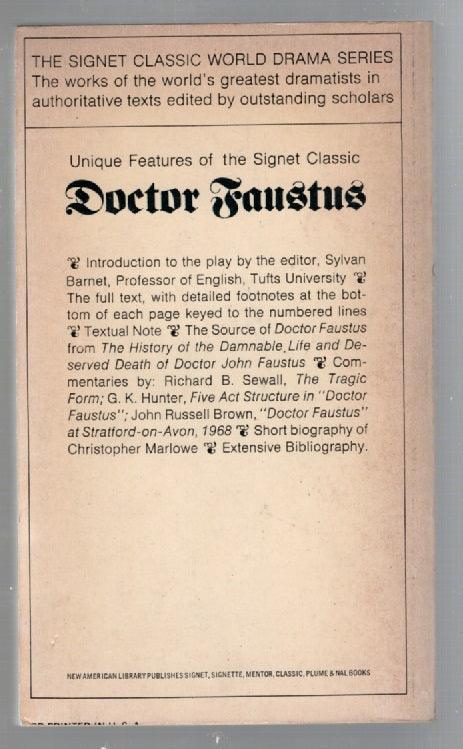 THE SIGNET CLASSIC WORLD DRAMA SERIES
The works of the world's greatest dramatists in
authoritative texts edited by outstanding scholars
Unique Features of the Signet Classic
Doctor Faustus
❦ Introduction to the play by the editor, Sylvan
Barnet, Professor of English, Tufts University ❦
The full text, with detailed footnotes at the bot-
tom of each page keyed to the numbered lines
❦ Textual Note ❦ The Source of Doctor Faustus
from The History of the Damnable Life and De-
served Death of Doctor John Faustus ❦ Com-
mentaries by: Richard B. Sewall, The Tragic
Form; G. K. Hunter, Five Act Structure in "Doctor
Faustus"; John Russell Brown, "Doctor Faustus"
at Stratford-on-Avon, 1968 ❦ Short biography of
Christopher Marlowe ❦ Extensive Bibliography.
NEW AMERICAN LIBRARY PUBLISHES SIGNET, SIGNETTE, MENTOR, CLASSIC, PLUME & NAL BOOKS
PRINTED IN U.S.A.